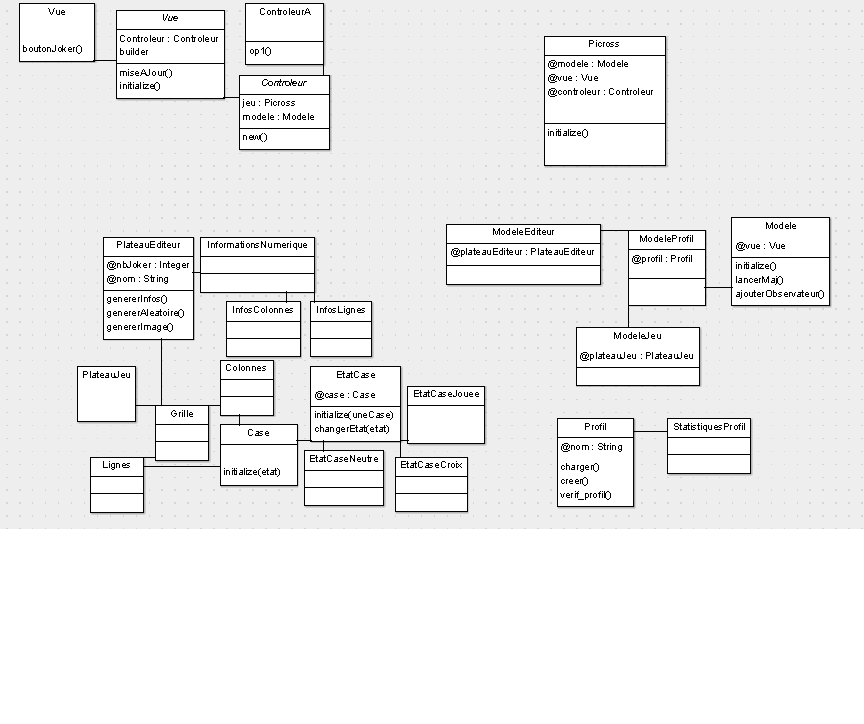 Vue
boutonJoker()
Vue
Controleur : Controleur
builder
miseAJour()
initialize()
ControleurA
op1()
Controleur
jeu : Picross
modele : Modele
new()
Picross
@modele : Modele
@vue : Vue
@controleur : Controleur
initialize()
PlateauEditeur
@nbJoker : Integer
@nom : String
genererInfos()
genererAleatoire()
genererImage()
InformationsNumerique
InfosColonnes
InfosLignes
ModeleEditeur
@plateauEditeur : PlateauEditeur
ModeleProfil
@profil : Profil
Modele
@vue : Vue
initialize()
lancerMaj()
ajouterObservateur()
ModeleJeu
@plateauJeu : PlateauJeu
PlateauJeu
Colonnes
EtatCase
@case : Case
initialize(uneCase)
changerEtat(etat)
EtatCaseJouee
Grille
Case
initialize(etat)
Lignes
EtatCaseNeutre
EtatCaseCroix
Profil
@nom : String
charger()
creer()
verif_profil()
StatistiquesProfil